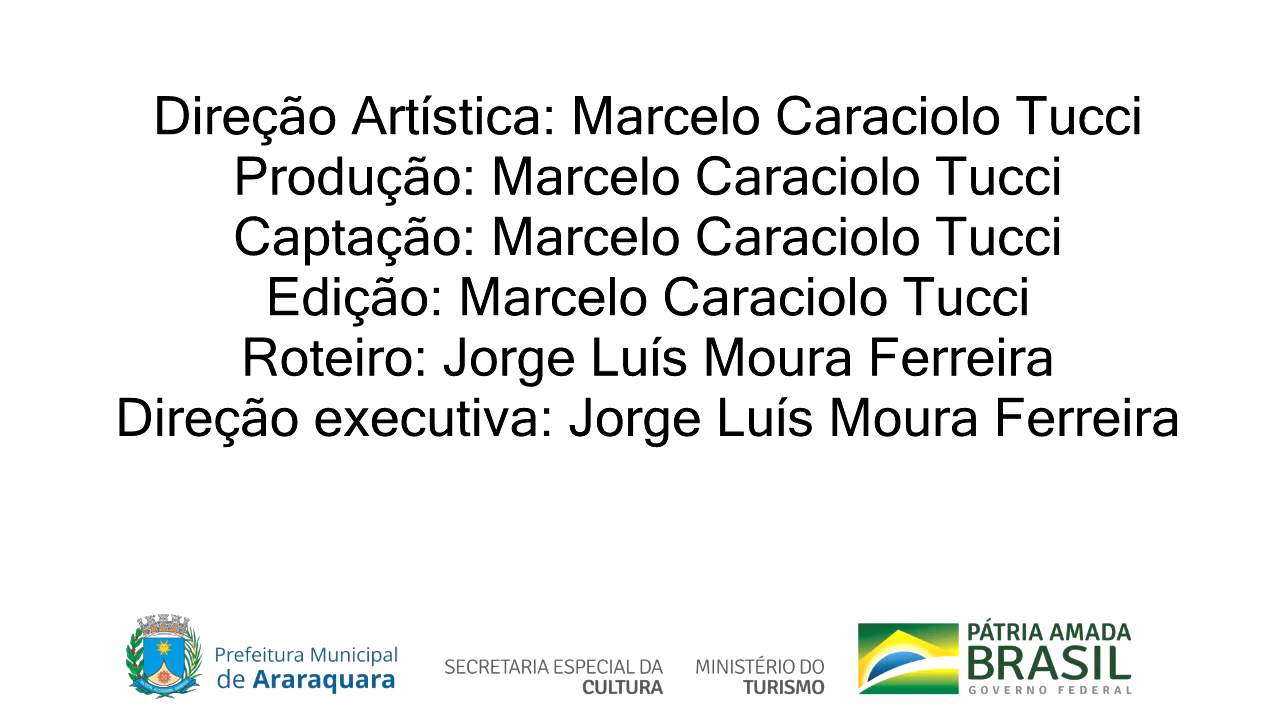 Direção Artística: Marcelo Caraciolo Tucci
Produção: Marcelo Caraciolo Tucci
Captação: Marcelo Caraciolo Tucci
Edição: Marcelo Caraciolo Tucci
Roteiro: Jorge Luís Moura Ferreira
Direção executiva: Jorge Luís Moura Ferreira
Prefeitura Municipal
de Araraquara
SECRETARIA ESPECIAL DA
CULTURA
MINISTÉRIO DO
TURISMO
PÁTRIA AMADA
BRASIL
GOVERNO FEDERAL